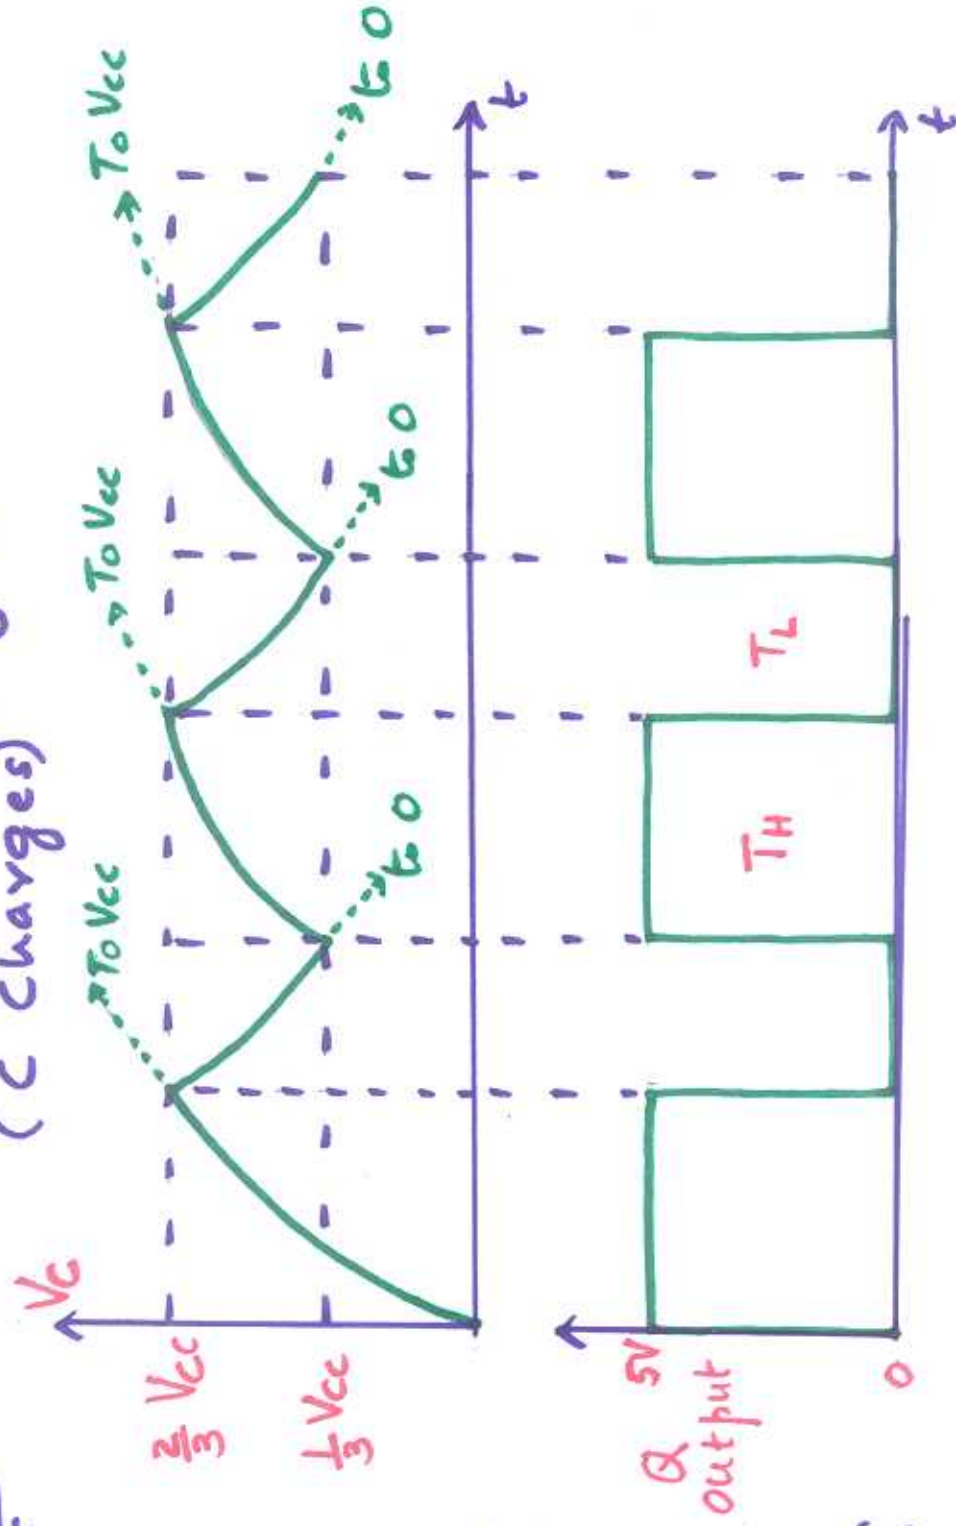 (C Charges)
Vc
To Vcc
To Vcc
To Vcc
2/3 Vcc
1/3 Vcc
to 0
to 0
to 0
t
5V
Q
output
TH
TL
0
t